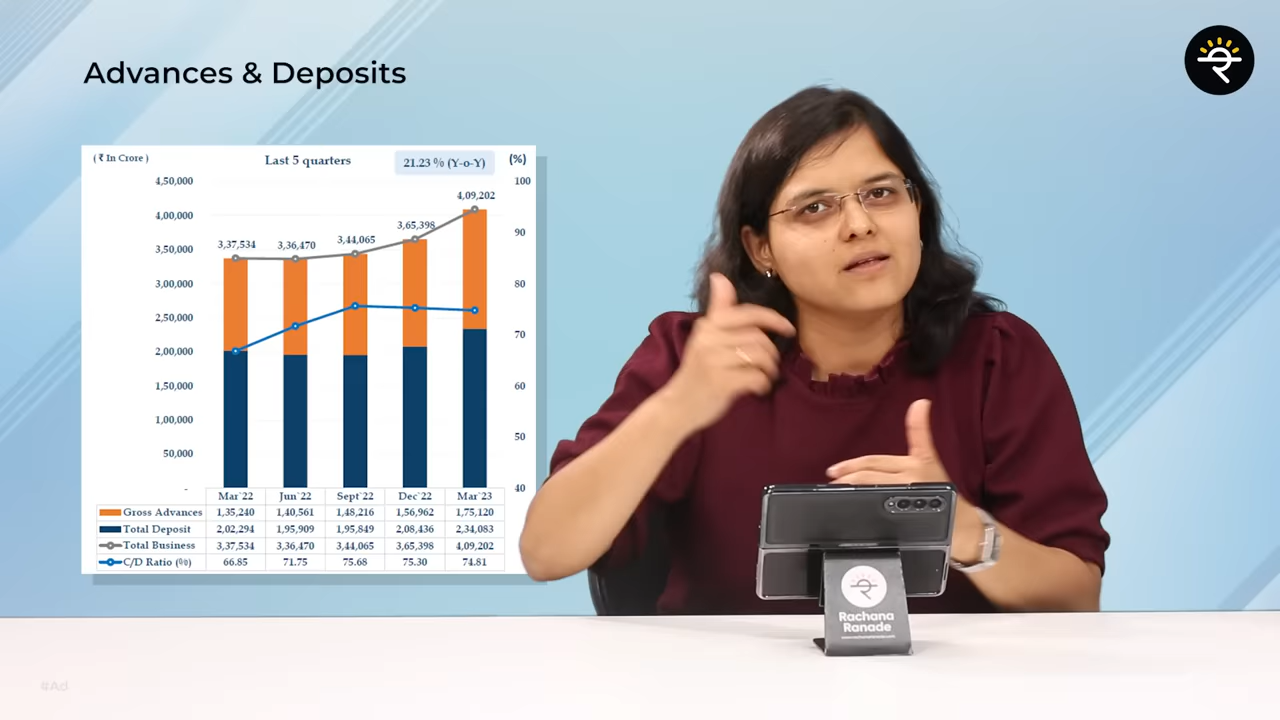 Advances & Deposits
( ₹ In Crore )
Last 5 quarters
21.23 % (Y-o-Y)
(%)
4,50,000
4,00,000
3,50,000
3,00,000
2,50,000
2,00,000
1,50,000
1,00,000
50,000
-
100
90
80
70
60
50
40
3,37,534
3,36,470
3,44,065
3,65,398
4,09,202
Mar`22 Jun`22 Sept`22 Dec`22 Mar`23
Gross Advances 1,35,240 1,40,561 1,48,216 1,56,962 1,75,120
Total Deposit 2,02,294 1,95,909 1,95,849 2,08,436 2,34,083
Total Business 3,37,534 3,36,470 3,44,065 3,65,398 4,09,202
C/D Ratio (%) 66.85 71.75 75.68 75.30 74.81
Rachana
Ranade
#Ad